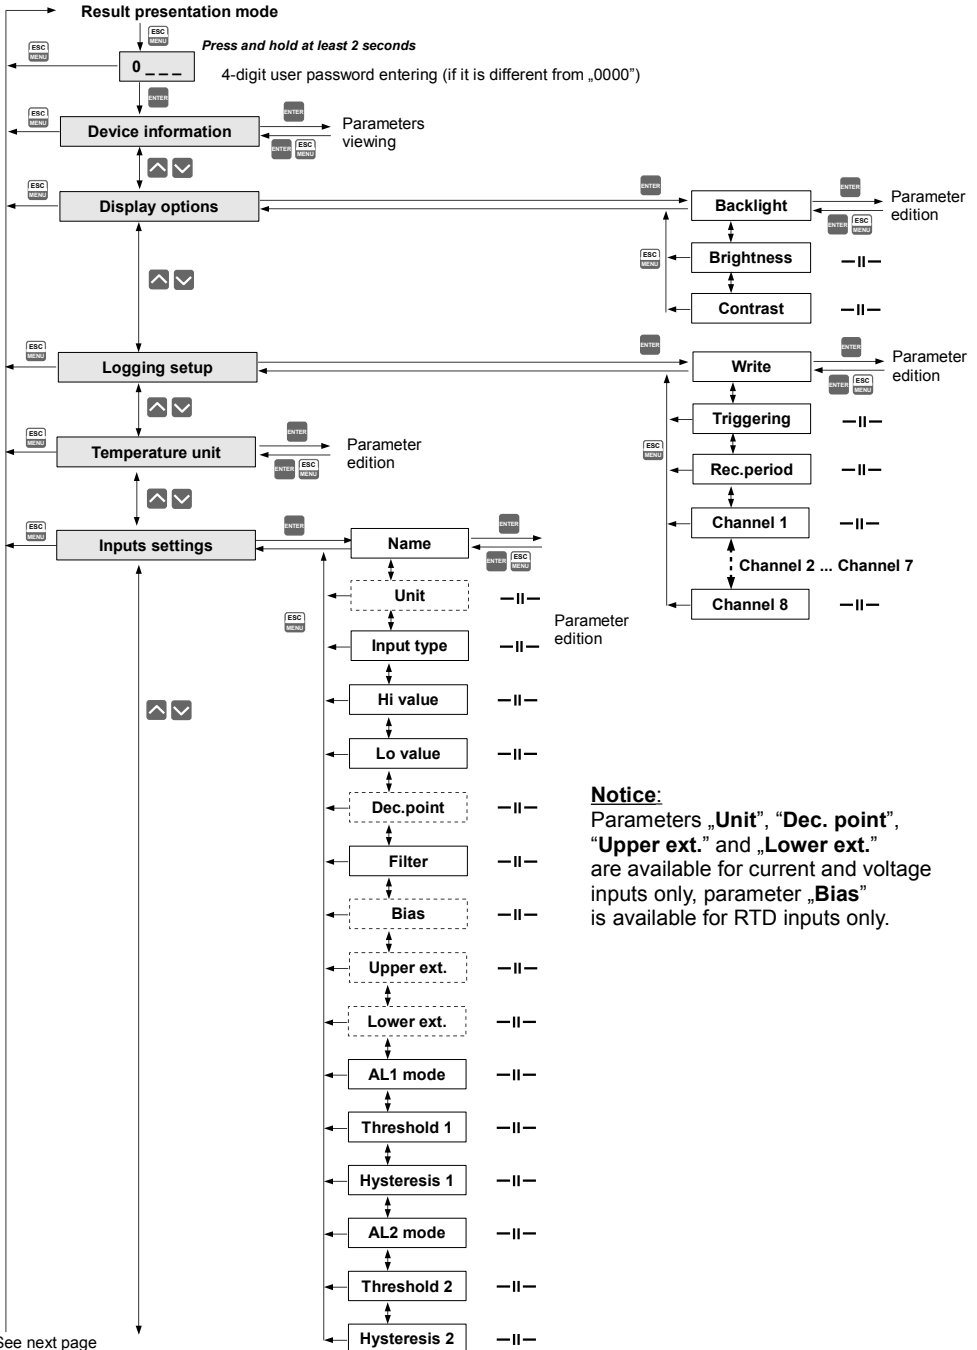 Result presentation mode
ESC
MENU
Press and hold at least 2 seconds
ESC
MENU
0 _ _ _
4-digit user password entering (if it is different from „0000”)
ENTER
ESC
MENU
Device information
ENTER
ENTER
ESC
MENU
Parameters
viewing
ESC
MENU
Display options
ENTER
Backlight
ENTER
ENTER
ESC
MENU
Parameter
edition
ESC
MENU
Brightness
—II—
Contrast
—II—
ESC
MENU
Logging setup
ENTER
Write
ENTER
ENTER
ESC
MENU
Parameter
edition
Triggering
—II—
ESC
MENU
Temperature unit
ENTER
ENTER
ESC
MENU
Parameter
edition
ESC
MENU
Rec.period
—II—
Channel 1
—II—
Channel 2 ... Channel 7
Channel 8
—II—
ESC
MENU
Inputs settings
ENTER
Name
ENTER
ENTER
ESC
MENU
Parameter
edition
ESC
MENU
Unit
—II—
Input type
—II—
Hi value
—II—
Lo value
—II—
Dec.point
—II—
Filter
—II—
Bias
—II—
Upper ext.
—II—
Lower ext.
—II—
AL1 mode
—II—
Threshold 1
—II—
Hysteresis 1
—II—
AL2 mode
—II—
Threshold 2
—II—
Hysteresis 2
—II—
Notice:
Parameters „Unit”, “Dec. point”,
“Upper ext.” and „Lower ext.”
are available for current and voltage
inputs only, parameter „Bias”
is available for RTD inputs only.
See next page